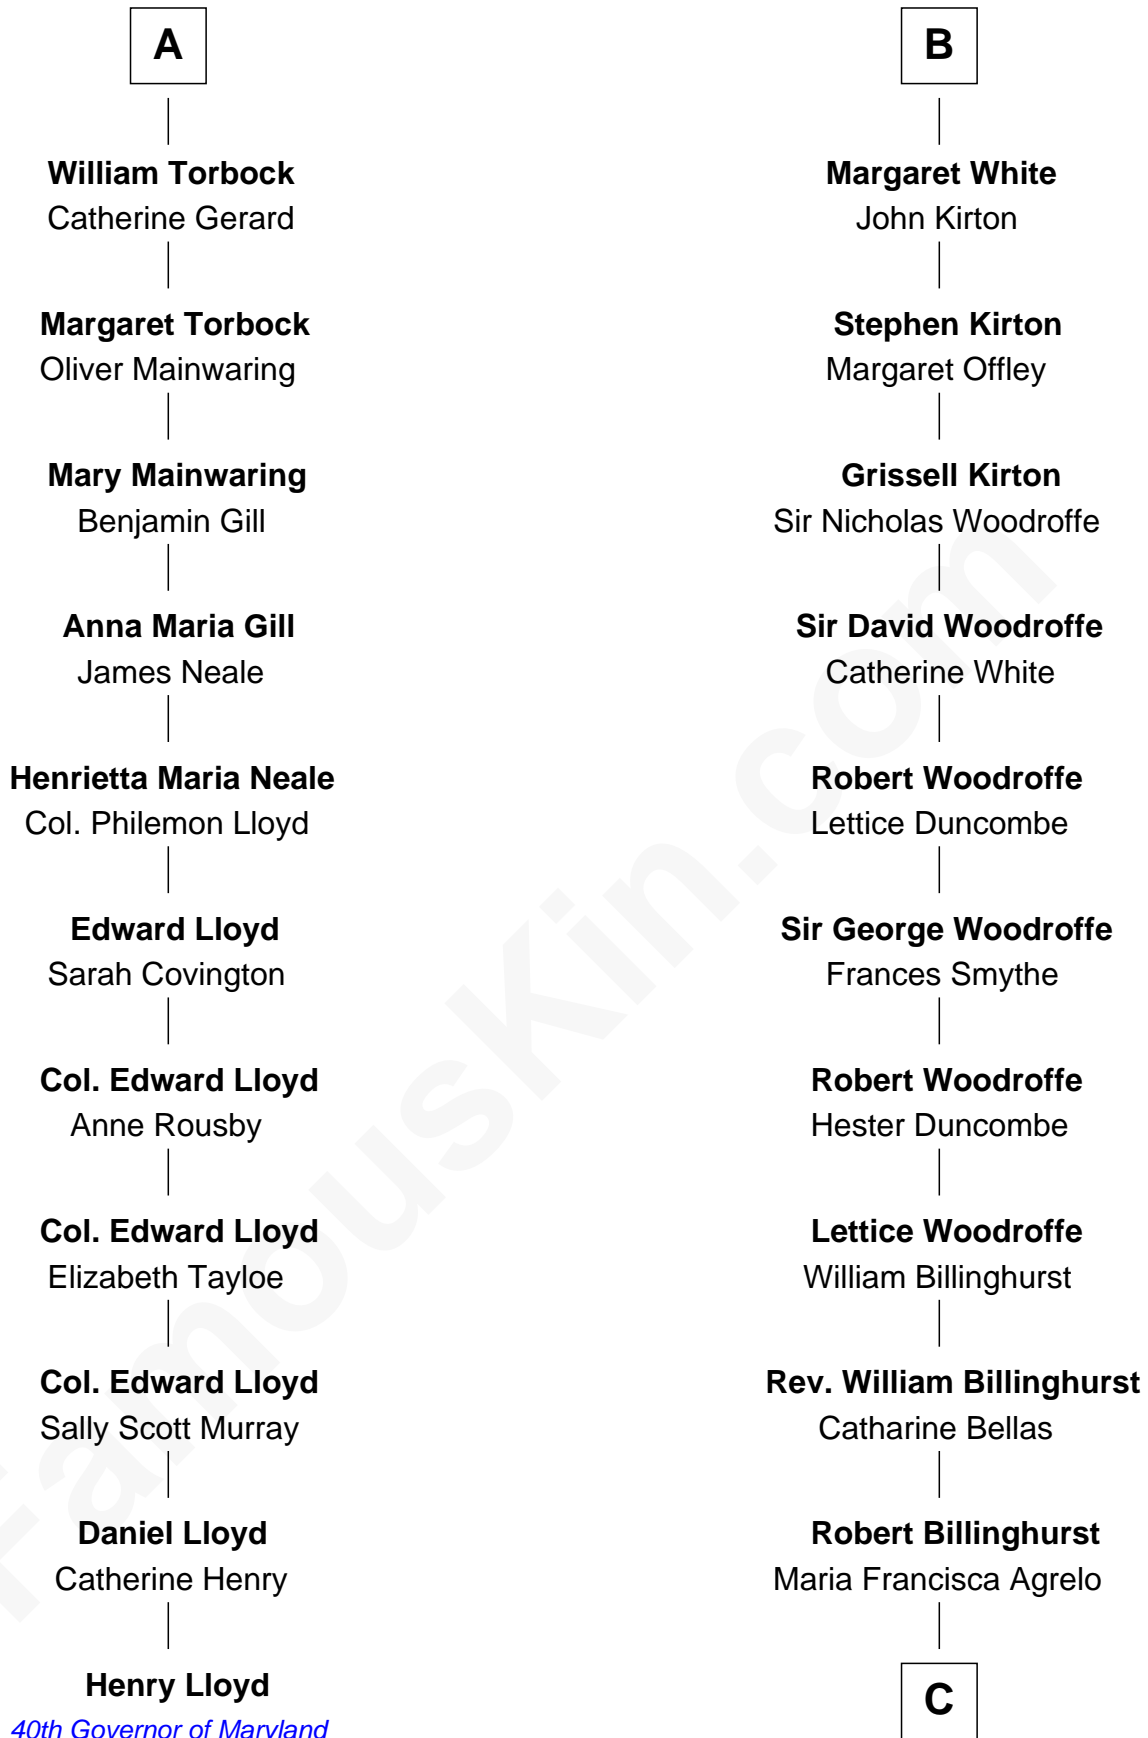 A
William Torbock
Catherine Gerard
Margaret Torbock
Oliver Mainwaring
Mary Mainwaring
Benjamin Gill
Anna Maria Gill
James Neale
Henrietta Maria Neale
Col. Philemon Lloyd
Edward Lloyd
Sarah Covington
Col. Edward Lloyd
Anne Rousby
Col. Edward Lloyd
Elizabeth Tayloe
Col. Edward Lloyd
Sally Scott Murray
Daniel Lloyd
Catherine Henry
Henry Lloyd
40th Governor of Maryland
B
Margaret White
John Kirton
Stephen Kirton
Margaret Offley
Grissell Kirton
Sir Nicholas Woodroffe
Sir David Woodroffe
Catherine White
Robert Woodroffe
Lettice Duncombe
Sir George Woodroffe
Frances Smythe
Robert Woodroffe
Hester Duncombe
Lettice Woodroffe
William Billinghurst
Rev. William Billinghurst
Catharine Bellas
Robert Billinghurst
Maria Francisca Agrelo
C
FamousKin.com